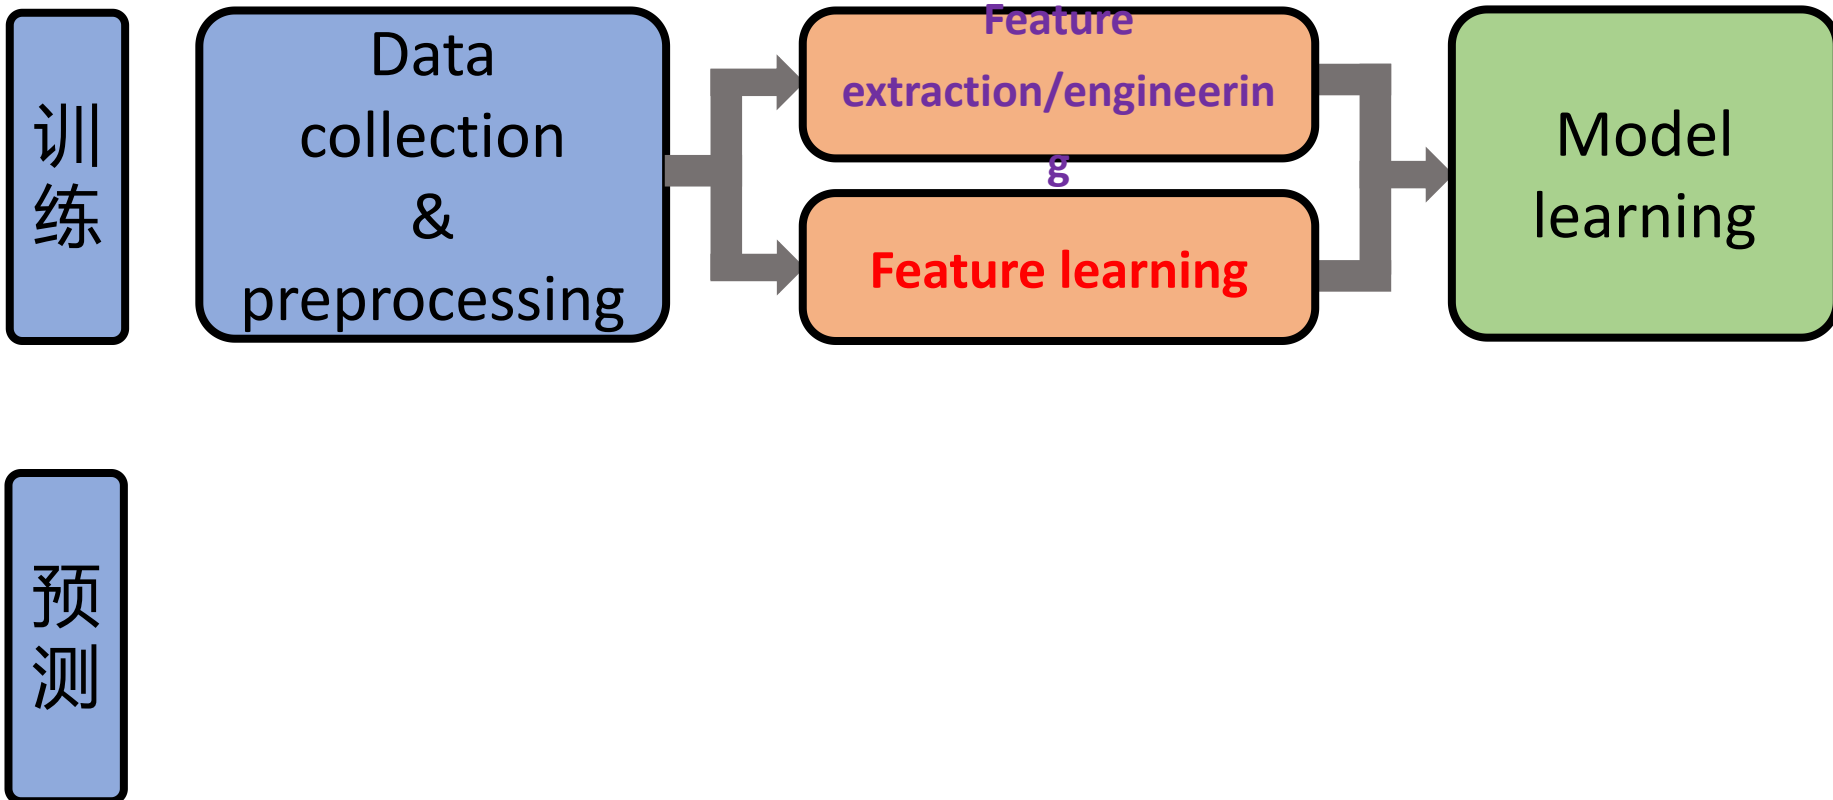 训
练
Data
collection
&
preprocessing
Feature
extraction/engineerin
g
Feature learning
Model
learning
预
测